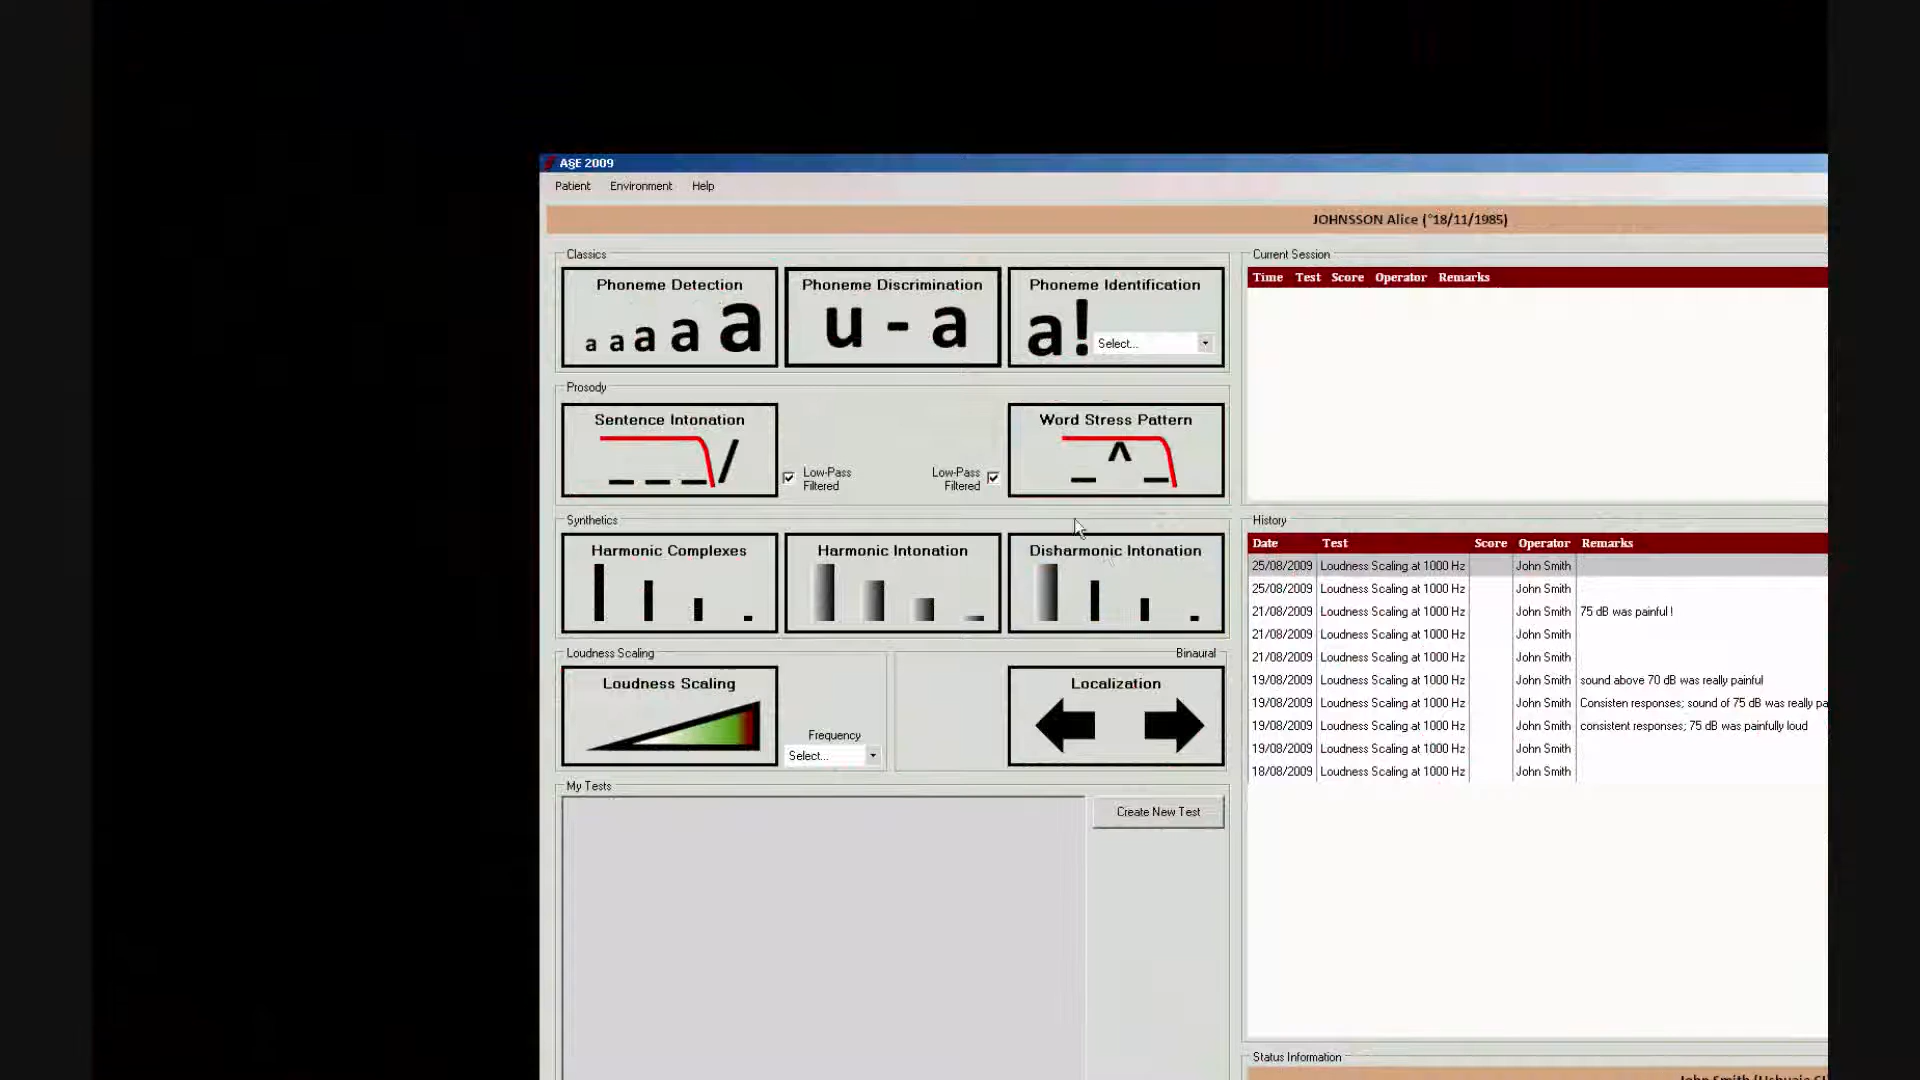 A§E 2009
Patient Environment Help
JOHNSSON Alice (°18/11/1985)
Classics
Phoneme Detection
a a a a a
Phoneme Discrimination
u - a
Phoneme Identification
a! Select...
Prosody
Sentence Intonation
Low-Pass
Filtered
Low-Pass
Filtered
Word Stress Pattern
Synthetics
Harmonic Complexes
Harmonic Intonation
Disharmonic Intonation
Loudness Scaling
Loudness Scaling
Frequency
Select...
Binaural
Localization
My Tests
Create New Test
Current Session
Time Test Score Operator Remarks
History
Date Test Score Operator Remarks
25/08/2009 Loudness Scaling at 1000 Hz John Smith
25/08/2009 Loudness Scaling at 1000 Hz John Smith
21/08/2009 Loudness Scaling at 1000 Hz John Smith 75 dB was painful !
21/08/2009 Loudness Scaling at 1000 Hz John Smith
21/08/2009 Loudness Scaling at 1000 Hz John Smith
19/08/2009 Loudness Scaling at 1000 Hz John Smith sound above 70 dB was really painful
19/08/2009 Loudness Scaling at 1000 Hz John Smith Consisten responses; sound of 75 dB was really pa
19/08/2009 Loudness Scaling at 1000 Hz John Smith consistent responses; 75 dB was painfully loud
19/08/2009 Loudness Scaling at 1000 Hz John Smith
18/08/2009 Loudness Scaling at 1000 Hz John Smith
Status Information